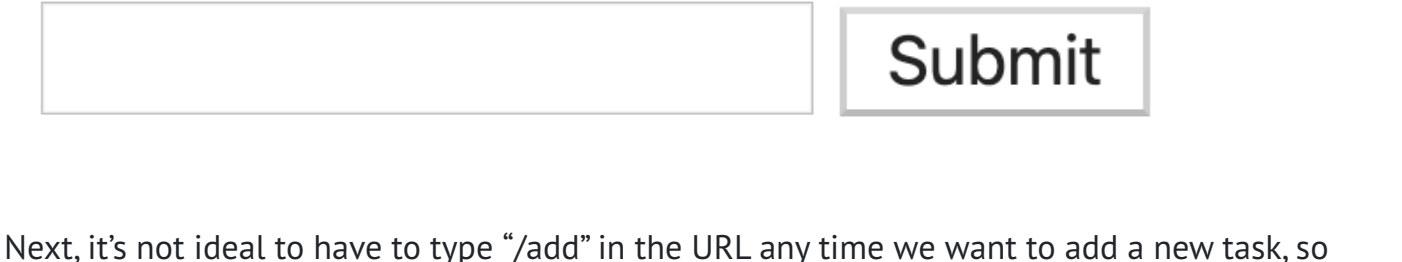 Submit
Next, it’s not ideal to have to type “/add” in the URL any time we want to add a new task, so